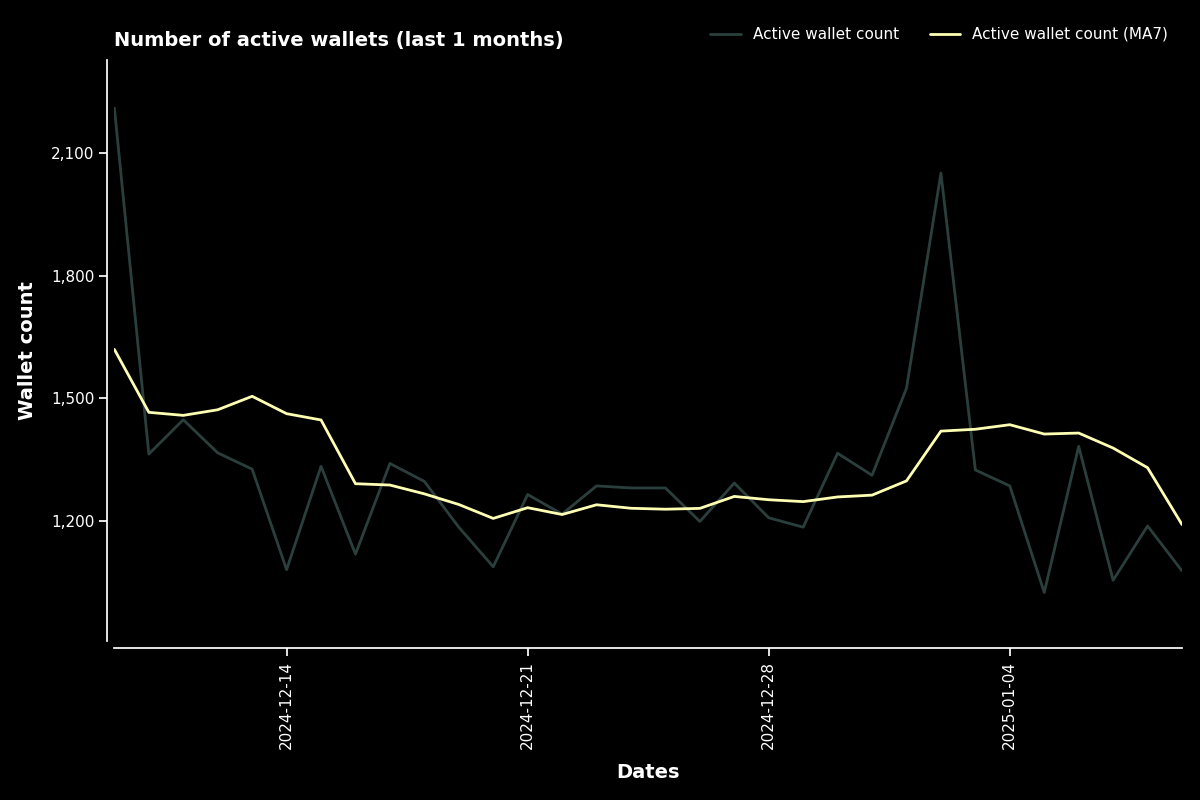 Number of active wallets (last 1 months)
Active wallet count
Active wallet count (MA7)
Wallet count
2,100
1,800
1,500
1,200
2024-12-14
2024-12-21
2024-12-28
2025-01-04
Dates